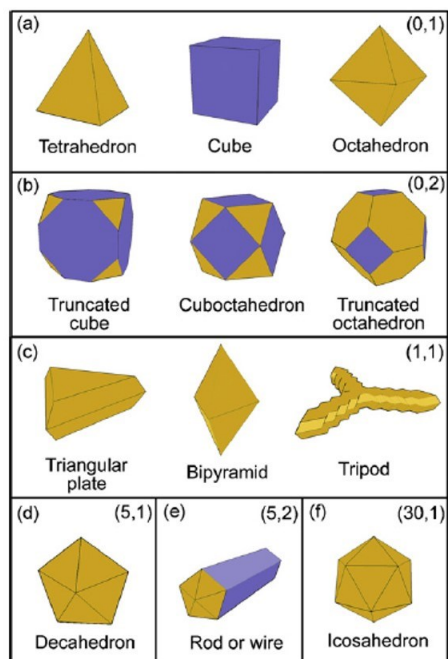 (a) (0,1)
Tetrahedron Cube Octahedron
(b) (0,2)
Truncated cube Cuboctahedron Truncated octahedron
(c) (1,1)
Triangular plate Bipyramid Tripod
(d) (5,1) (e) (5,2) (f) (30,1)
Decahedron Rod or wire Icosahedron